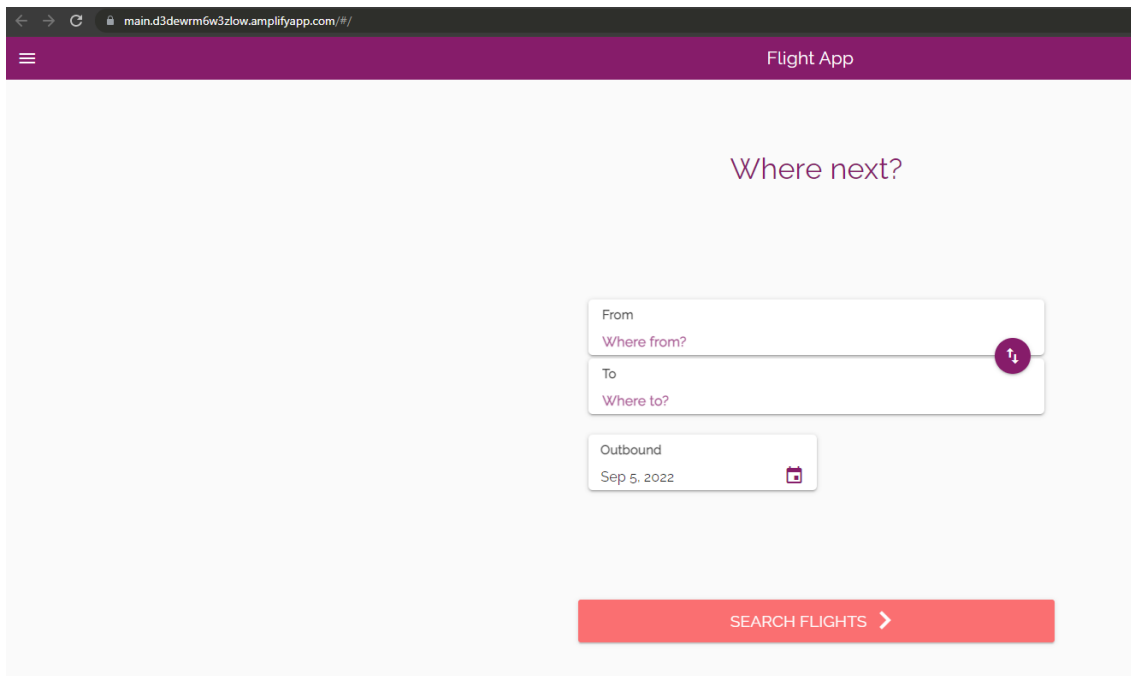 main.d3dewrm6w3zlow.amplifyapp.com/#/
Flight App
Where next?
From
Where from?
To
Where to?
Outbound
Sep 5, 2022
SEARCH FLIGHTS